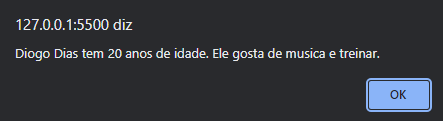 127.0.0.1:5500 diz
Diogo Dias tem 20 anos de idade. Ele gosta de musica e treinar.
OK